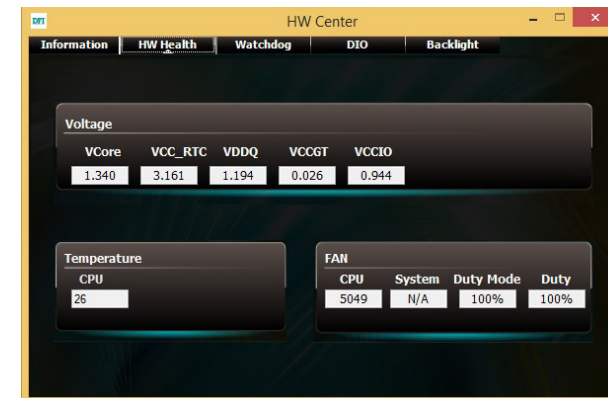 DFI HW Center
Information HW Health Watchdog DIO Backlight
Voltage
VCore VCC_RTC VDDQ VCCGT VCCIO
1.340 3.161 1.194 0.026 0.944
Temperature
CPU
26
FAN
CPU System Duty Mode Duty
5049 N/A 100% 100%